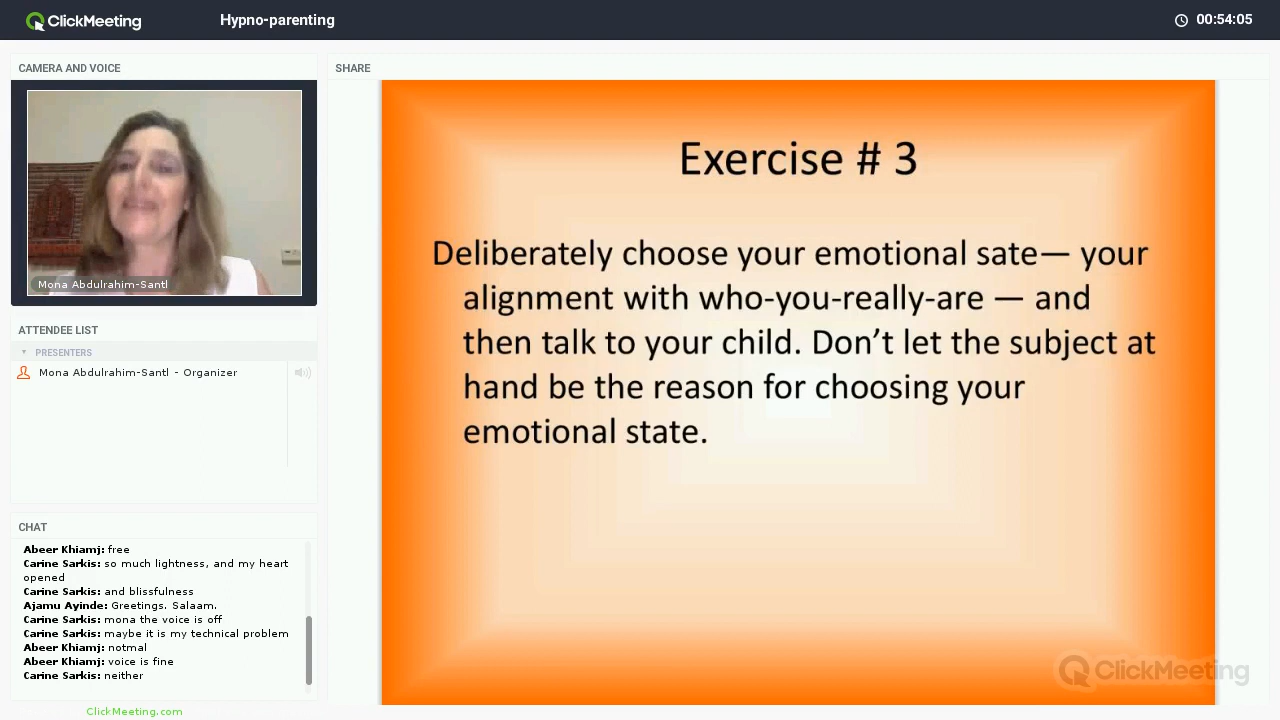 ClickMeeting
Hypno-parenting
00:54:05
CAMERA AND VOICE
Mona Abdulrahim-Santl
ATTENDEE LIST
PRESENTERS
Mona Abdulrahim-Santl - Organizer
CHAT
Abeer Khiamj: free
Carine Sarkis: so much lightness, and my heart
opened
Carine Sarkis: and blissfulness
Ajamu Ayinde: Greetings. Salaam.
Carine Sarkis: mona the voice is off
Carine Sarkis: maybe it is my technical problem
Abeer Khiamj: notmal
Abeer Khiamj: voice is fine
Carine Sarkis: neither
ClickMeeting.com
SHARE
Exercise # 3
Deliberately choose your emotional sate— your
alignment with who-you-really-are — and
then talk to your child. Don’t let the subject at
hand be the reason for choosing your
emotional state.
ClickMeeting